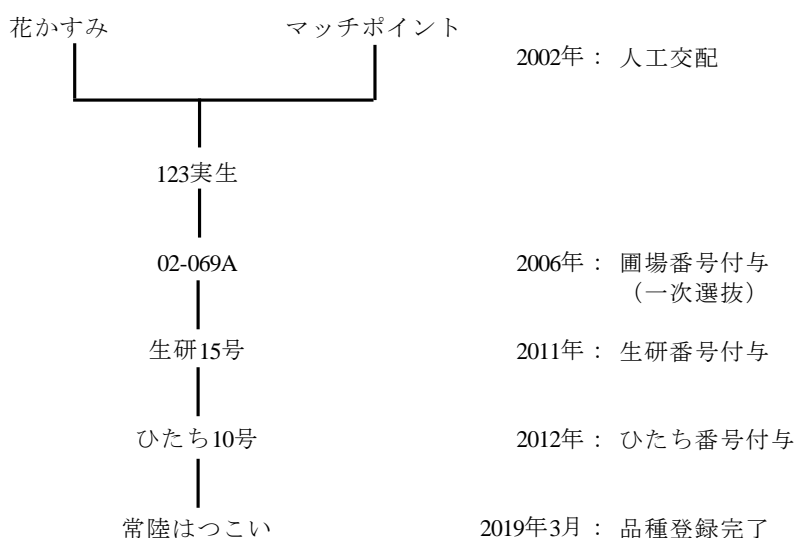 花かすみ マッチポイント
2002年： 人工交配
123実生
02-069A 2006年： 圃場番号付与
（一次選抜）
生研15号 2011年： 生研番号付与
ひたち10号 2012年： ひたち番号付与
常陸はつこい 2019年3月： 品種登録完了